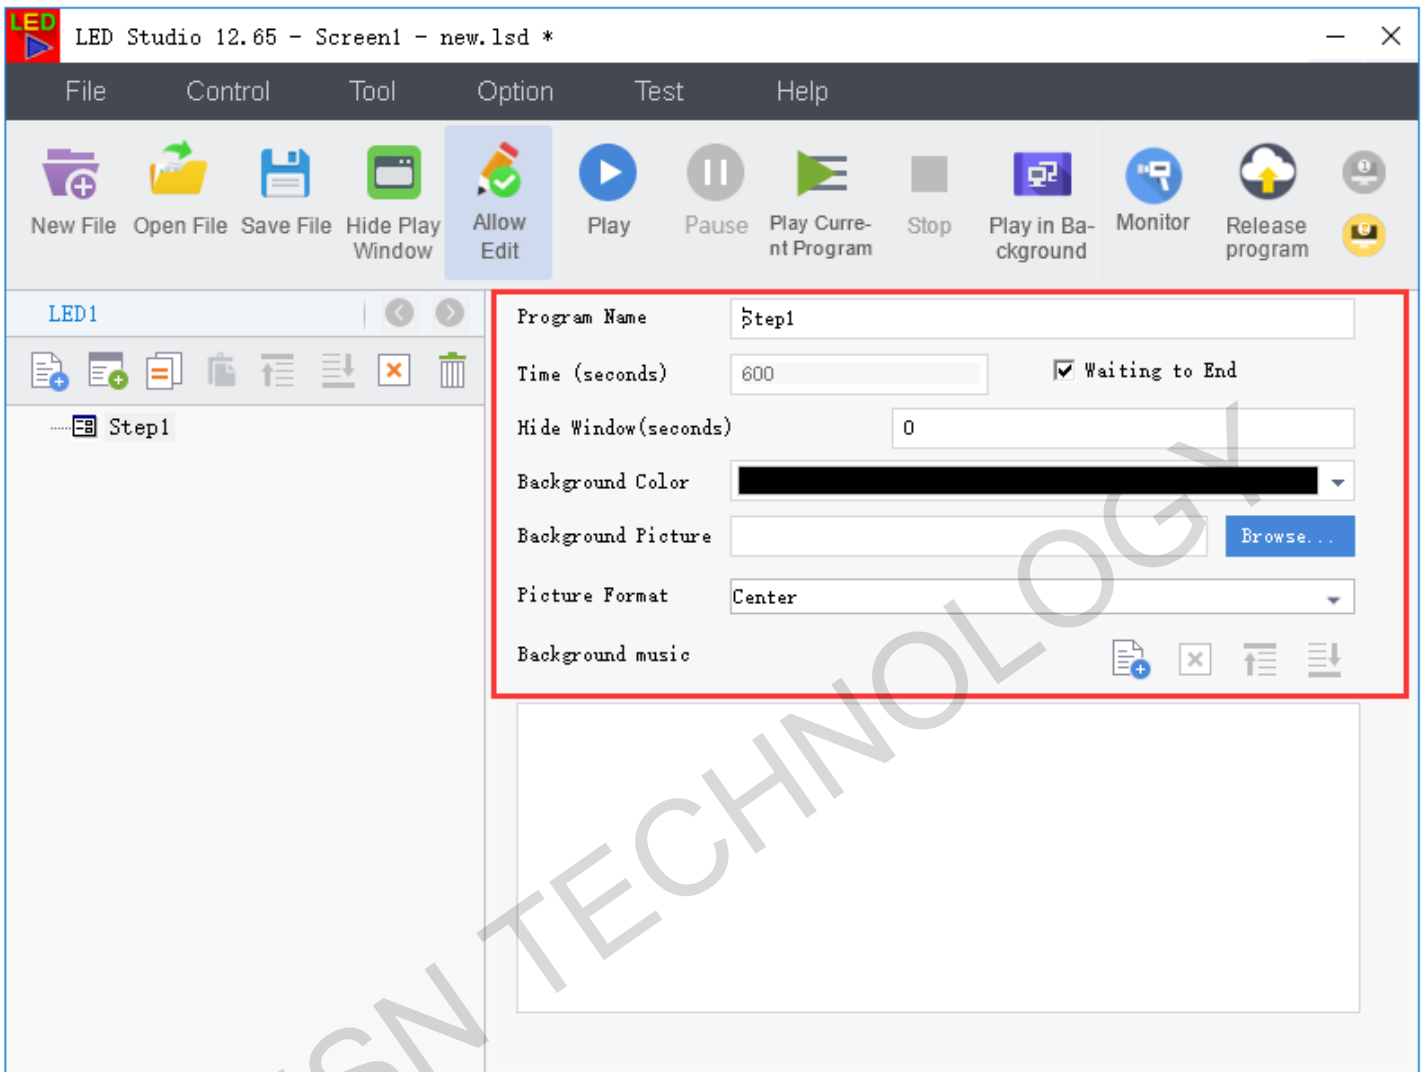 LED
LED Studio 12.65 - Screen1 - new.lsd *
File Control Tool Option Test Help
New File Open File Save File Hide Play Window Allow Edit Play Pause Play Curre-nt Program Stop Play in Ba-ckground Monitor Release program
LED1
Program Name Step1
Time (seconds) 600 Waiting to End
Step1
Hide Window(seconds) 0
Background Color
Background Picture Browse...
Picture Format Center
Background music
SN TECHNOLOGY